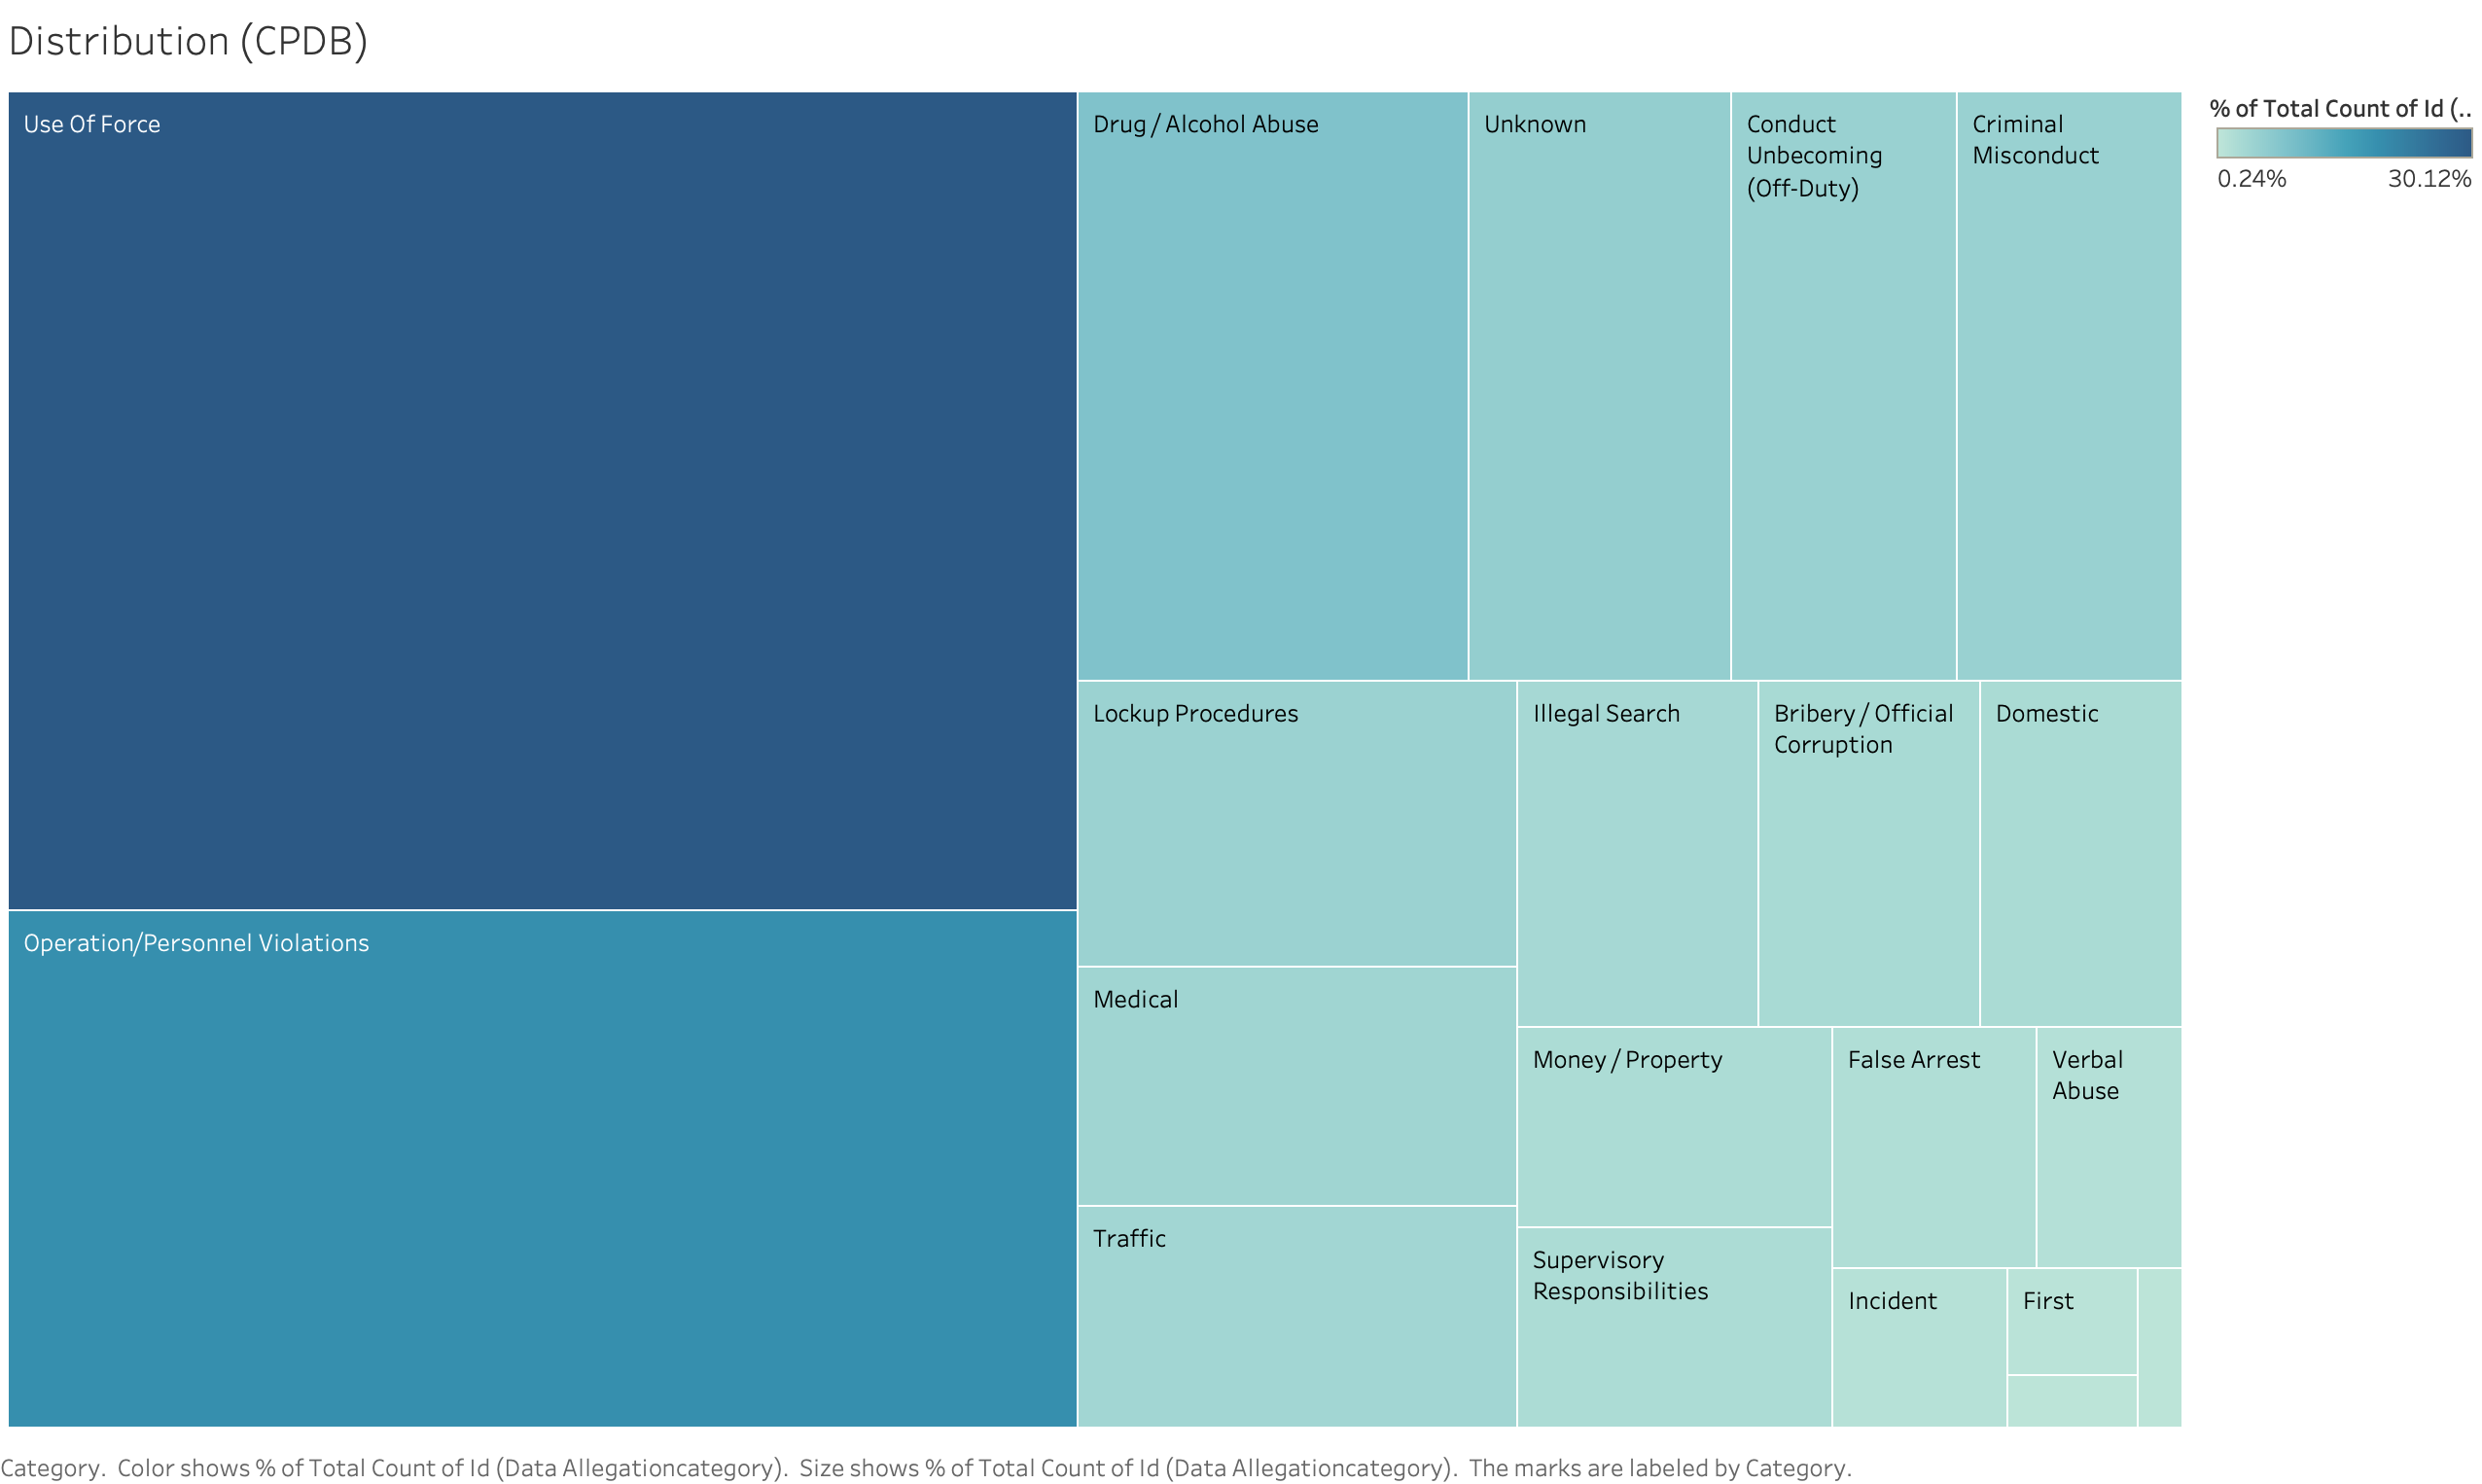 Distribution (CPDB)
Use Of Force
Drug / Alcohol Abuse
Unknown
Conduct
Unbecoming
(Off-Duty)
Criminal
Misconduct
% of Total Count of Id (..
0.24%
30.12%
Lockup Procedures
Illegal Search
Bribery / Official
Corruption
Domestic
Operation/Personnel Violations
Medical
Money / Property
False Arrest
Verbal
Abuse
Traffic
Supervisory
Responsibilities
Incident
First
Category.  Color shows % of Total Count of Id (Data Allegationcategory).  Size shows % of Total Count of Id (Data Allegationcategory).  The marks are labeled by Category.